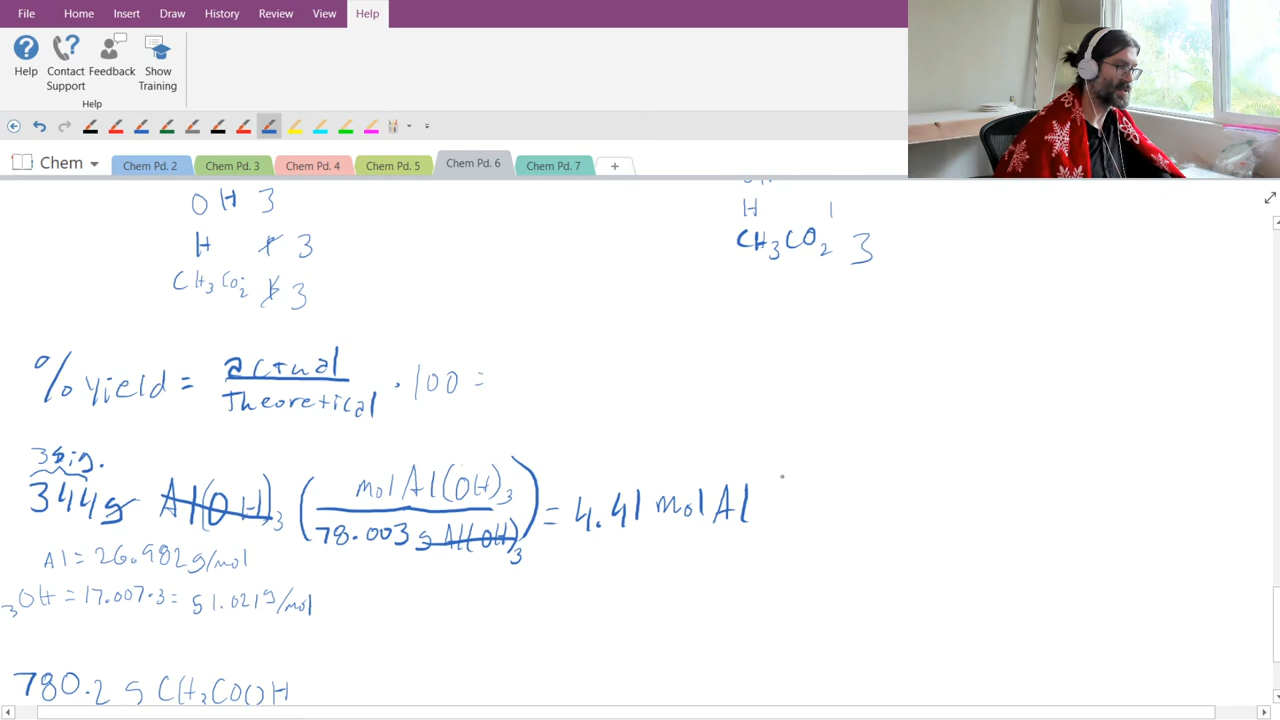 File Home Insert Draw History Review View Help
Help Contact Support Feedback Show Training
Help
Chem Chem Pd. 2 Chem Pd. 3 Chem Pd. 4 Chem Pd. 5 Chem Pd. 6 Chem Pd. 7 +
OH 3
H 1
H 3
CH3CO2 3
CH3CO2 3
% Yield = actual / Theoretical · 100 =
3 sig.
344g Al(OH)3 ( mol Al(OH)3 / 78.003 g Al(OH)3 ) = 4.41 mol Al
Al = 26.982 g/mol
3 OH = 17.007·3 = 51.021 g/mol
780.2 g CH3COOH